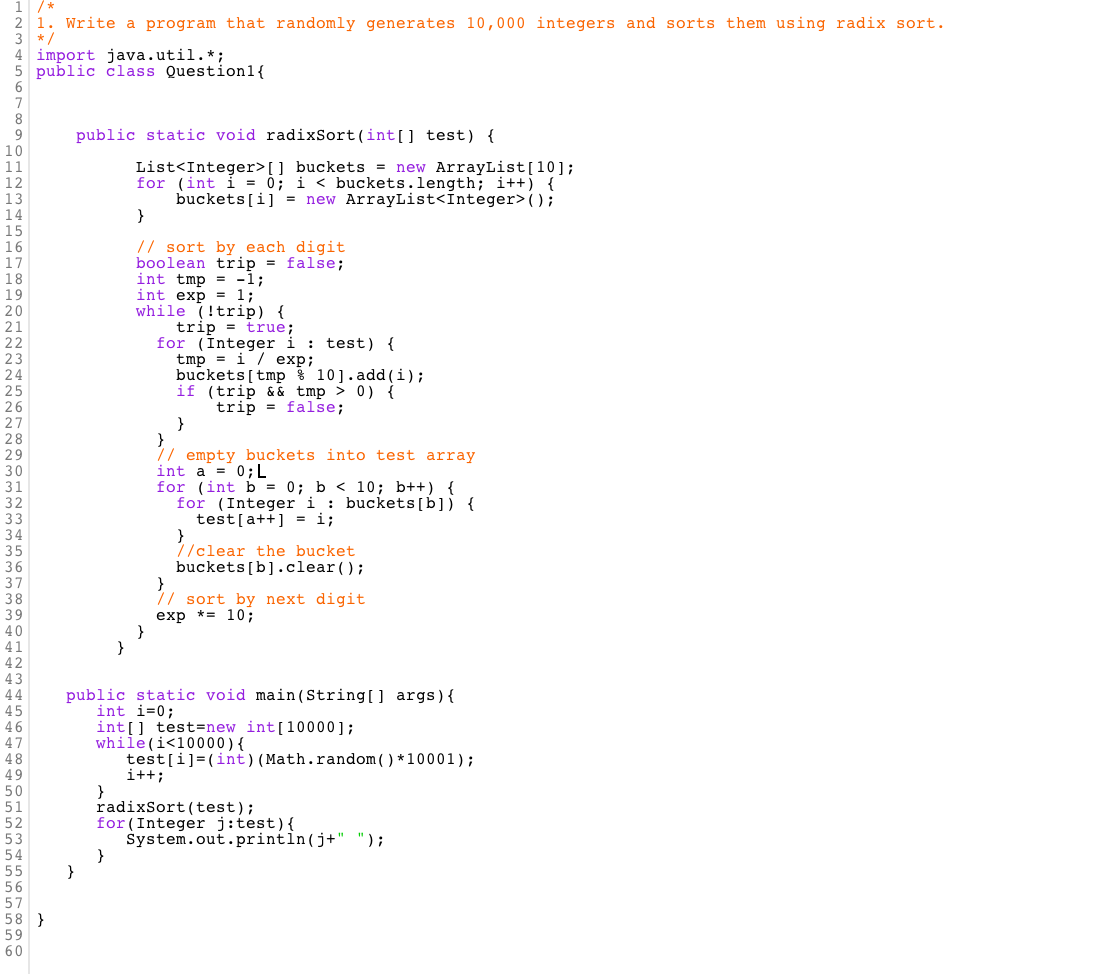 1 /*
2 1. Write a program that randomly generates 10,000 integers and sorts them using radix sort.
3 */
4 import java.util.*;
5 public class Question1{
6
7
8
9     public static void radixSort(int[] test) {
10
11           List<Integer>[] buckets = new ArrayList[10];
12           for (int i = 0; i < buckets.length; i++) {
13               buckets[i] = new ArrayList<Integer>();
14           }
15
16           // sort by each digit
17           boolean trip = false;
18           int tmp = -1;
19           int exp = 1;
20           while (!trip) {
21               trip = true;
22             for (Integer i : test) {
23               tmp = i / exp;
24               buckets[tmp % 10].add(i);
25               if (trip && tmp > 0) {
26                   trip = false;
27               }
28             }
29             // empty buckets into test array
30             int a = 0;
31             for (int b = 0; b < 10; b++) {
32               for (Integer i : buckets[b]) {
33                 test[a++] = i;
34               }
35               //clear the bucket
36               buckets[b].clear();
37             }
38             // sort by next digit
39             exp *= 10;
40           }
41         }
42
43
44    public static void main(String[] args){
45       int i=0;
46       int[] test=new int[10000];
47       while(i<10000){
48          test[i]=(int)(Math.random()*10001);
49          i++;
50       }
51       radixSort(test);
52       for(Integer j:test){
53          System.out.println(j+" ");
54       }
55    }
56
57
58 }
59
60